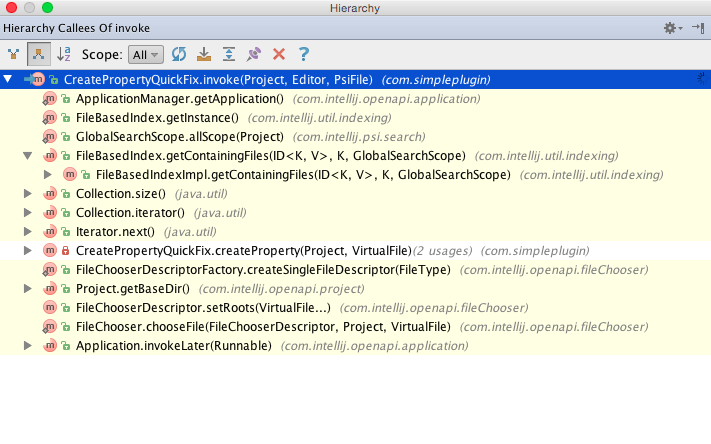 Hierarchy
Hierarchy Callees Of invoke
Scope: All
CreatePropertyQuickFix.invoke(Project, Editor, PsiFile) (com.simpleplugin)
ApplicationManager.getApplication() (com.intellij.openapi.application)
FileBasedIndex.getInstance() (com.intellij.util.indexing)
GlobalSearchScope.allScope(Project) (com.intellij.psi.search)
FileBasedIndex.getContainingFiles(ID<K, V>, K, GlobalSearchScope) (com.intellij.util.indexing)
FileBasedIndexImpl.getContainingFiles(ID<K, V>, K, GlobalSearchScope) (com.intellij.util.indexing)
Collection.size() (java.util)
Collection.iterator() (java.util)
Iterator.next() (java.util)
CreatePropertyQuickFix.createProperty(Project, VirtualFile)(2 usages)(com.simpleplugin)
FileChooserDescriptorFactory.createSingleFileDescriptor(FileType) (com.intellij.openapi.fileChooser)
Project.getBaseDir() (com.intellij.openapi.project)
FileChooserDescriptor.setRoots(VirtualFile...) (com.intellij.openapi.fileChooser)
FileChooser.chooseFile(FileChooserDescriptor, Project, VirtualFile) (com.intellij.openapi.fileChooser)
Application.invokeLater(Runnable) (com.intellij.openapi.application)